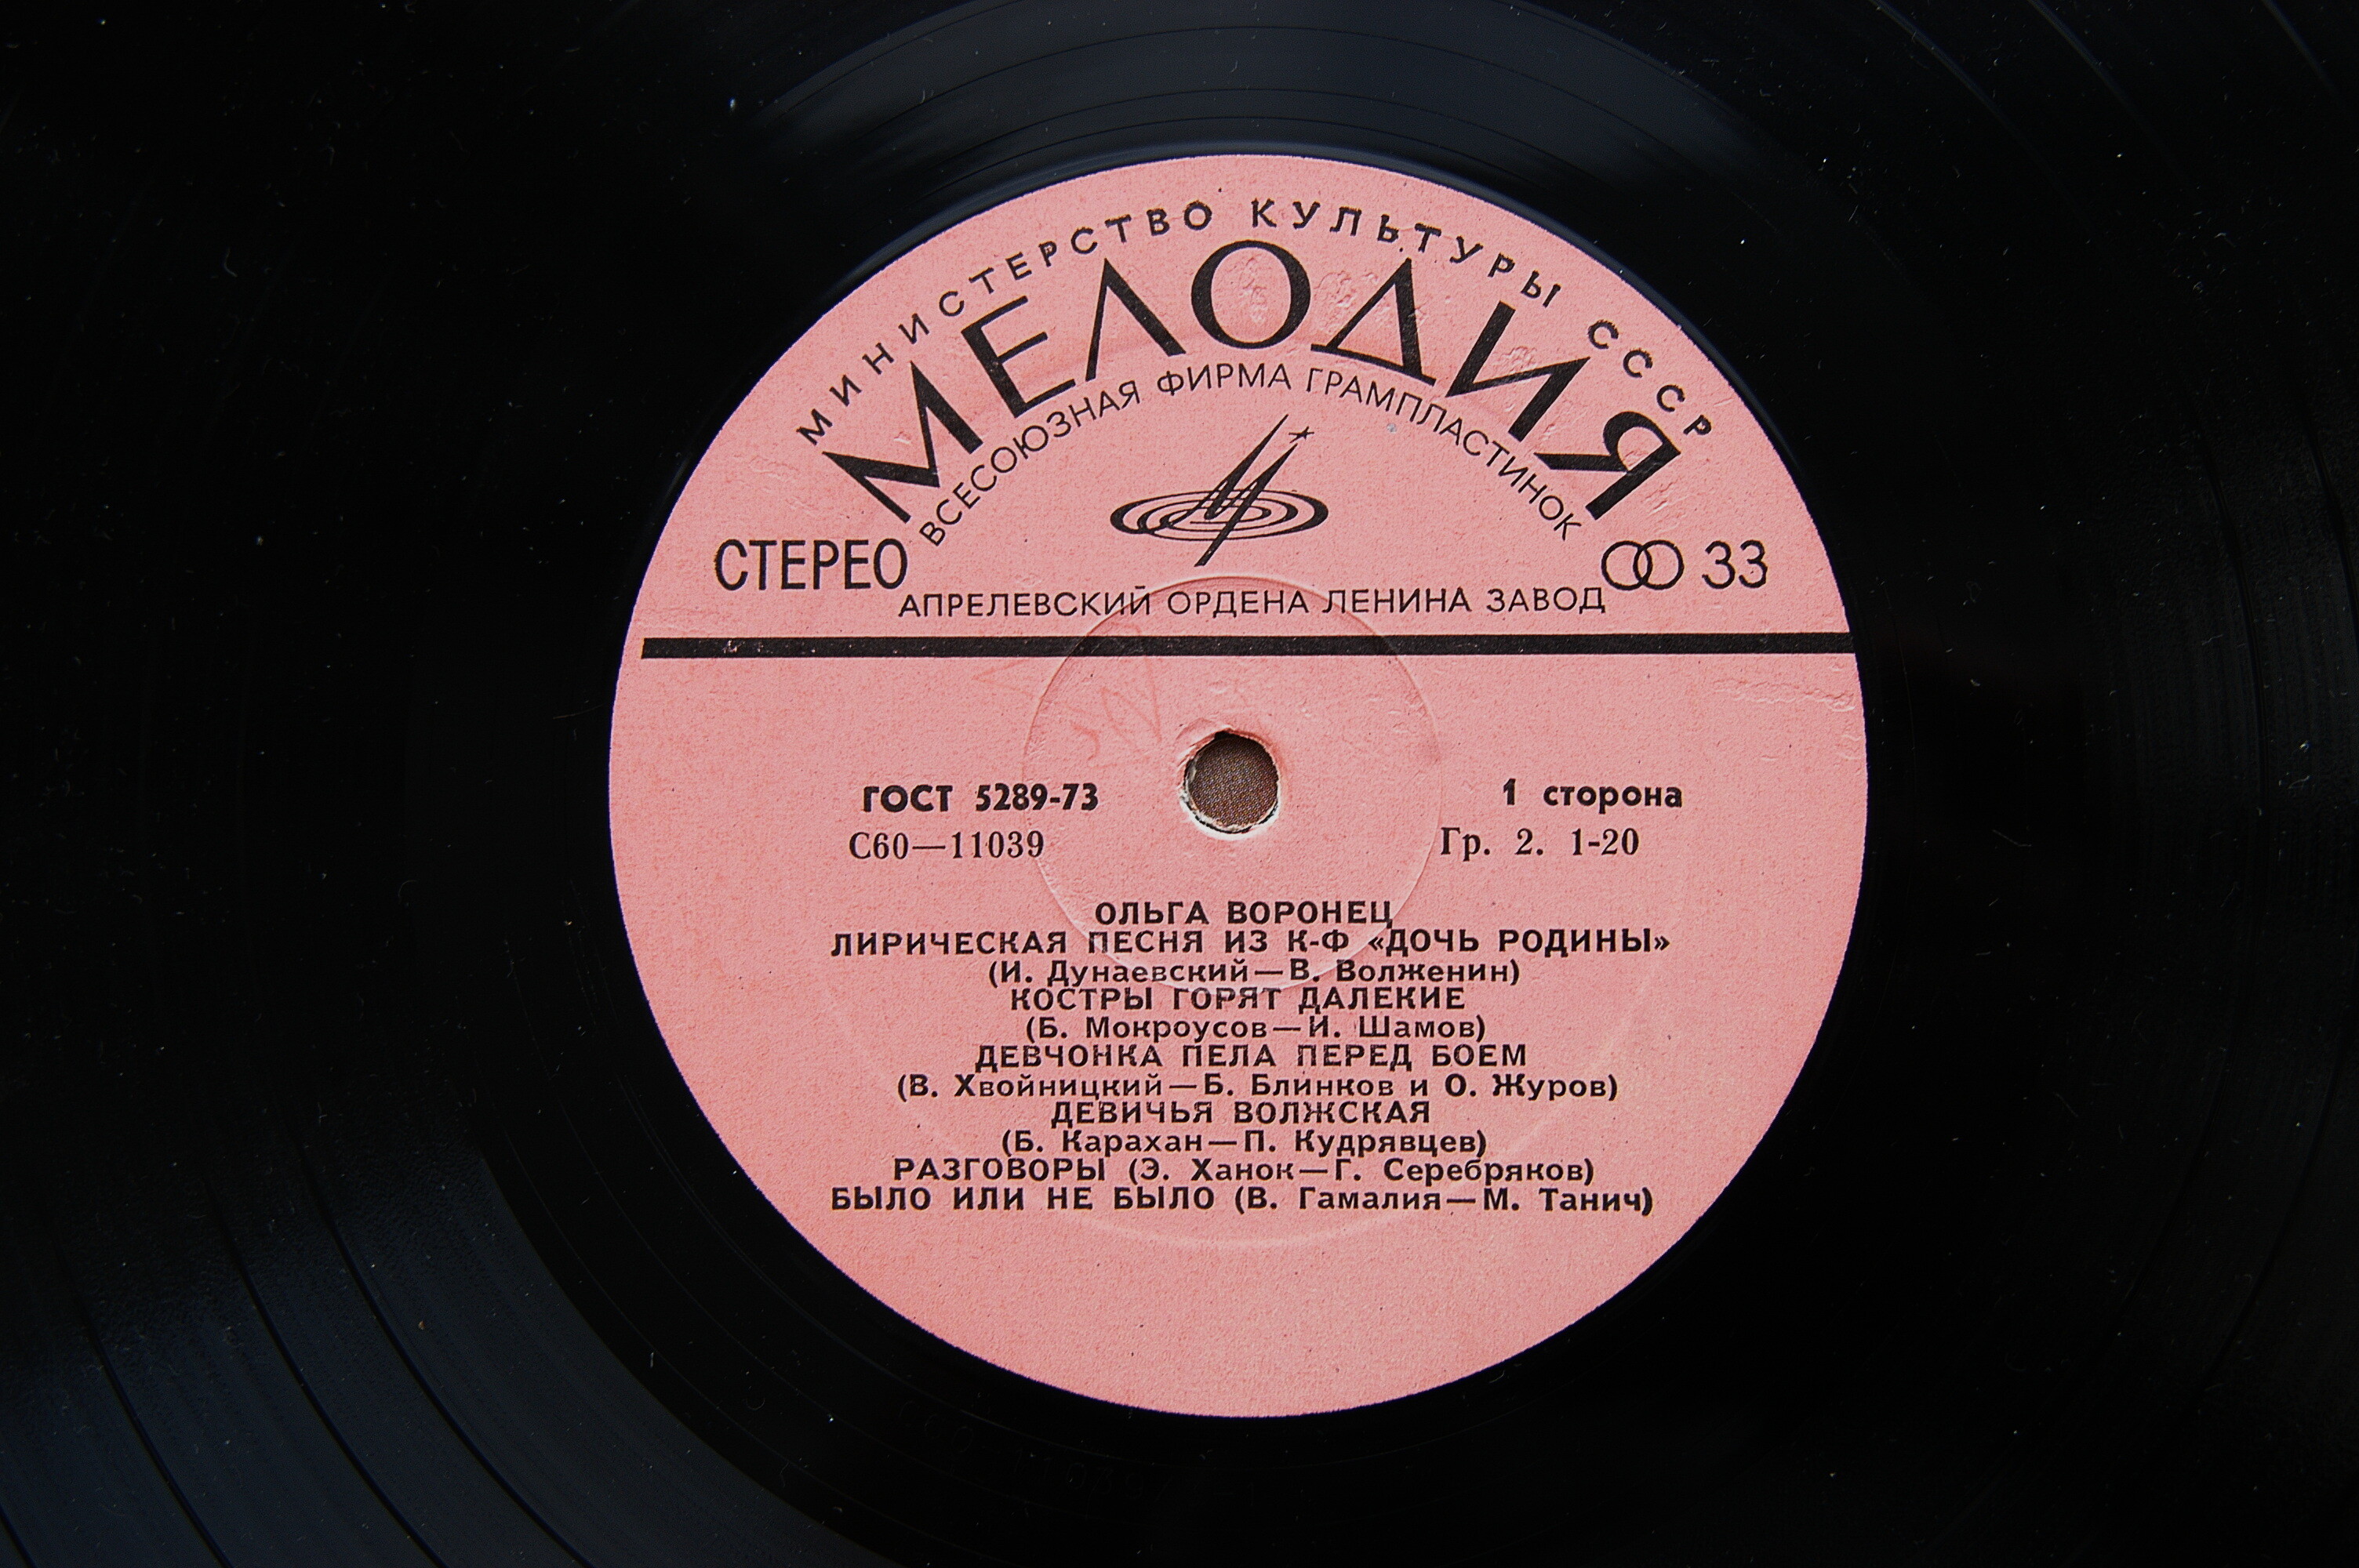 МИНИСТЕРСТВО КУЛЬТУРЫ СССР
МЕЛОДИЯ
ВСЕСОЮЗНАЯ ФИРМА ГРАМПЛАСТИНОК
СТЕРЕО
33
АПРЕЛЕВСКИЙ ОРДЕНА ЛЕНИНА ЗАВОД
ГОСТ 5289-73
1 сторона
С60—11039
Гр. 2. 1-20
ОЛЬГА ВОРОНЕЦ
ЛИРИЧЕСКАЯ ПЕСНЯ ИЗ К-Ф «ДОЧЬ РОДИНЫ»
(И. Дунаевский—В. Волженин)
КОСТРЫ ГОРЯТ ДАЛЕКИЕ
(Б. Мокроусов—И. Шамов)
ДЕВЧОНКА ПЕЛА ПЕРЕД БОЕМ
(В. Хвойницкий—Б. Блинков и О. Журов)
ДЕВИЧЬЯ ВОЛЖСКАЯ
(Б. Карахан—П. Кудрявцев)
РАЗГОВОРЫ (Э. Ханок—Г. Серебряков)
БЫЛО ИЛИ НЕ БЫЛО (В. Гамалия—М. Танич)